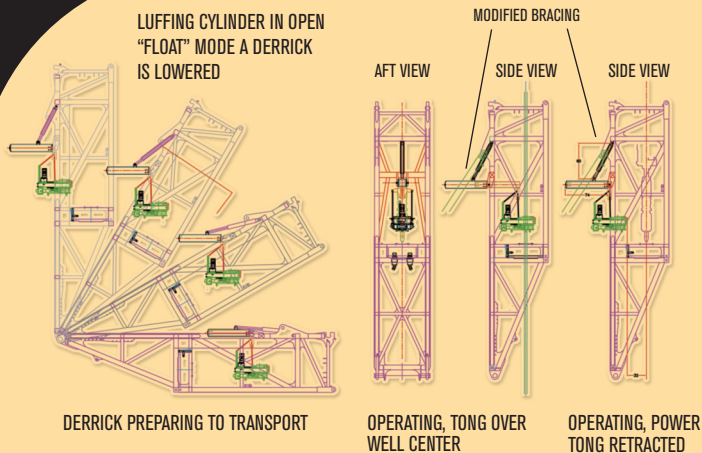 LUFFING CYLINDER IN OPEN
“FLOAT” MODE A DERRICK
IS LOWERED
MODIFIED BRACING
AFT VIEW
SIDE VIEW
SIDE VIEW
DERRICK PREPARING TO TRANSPORT
OPERATING, TONG OVER
WELL CENTER
OPERATING, POWER
TONG RETRACTED